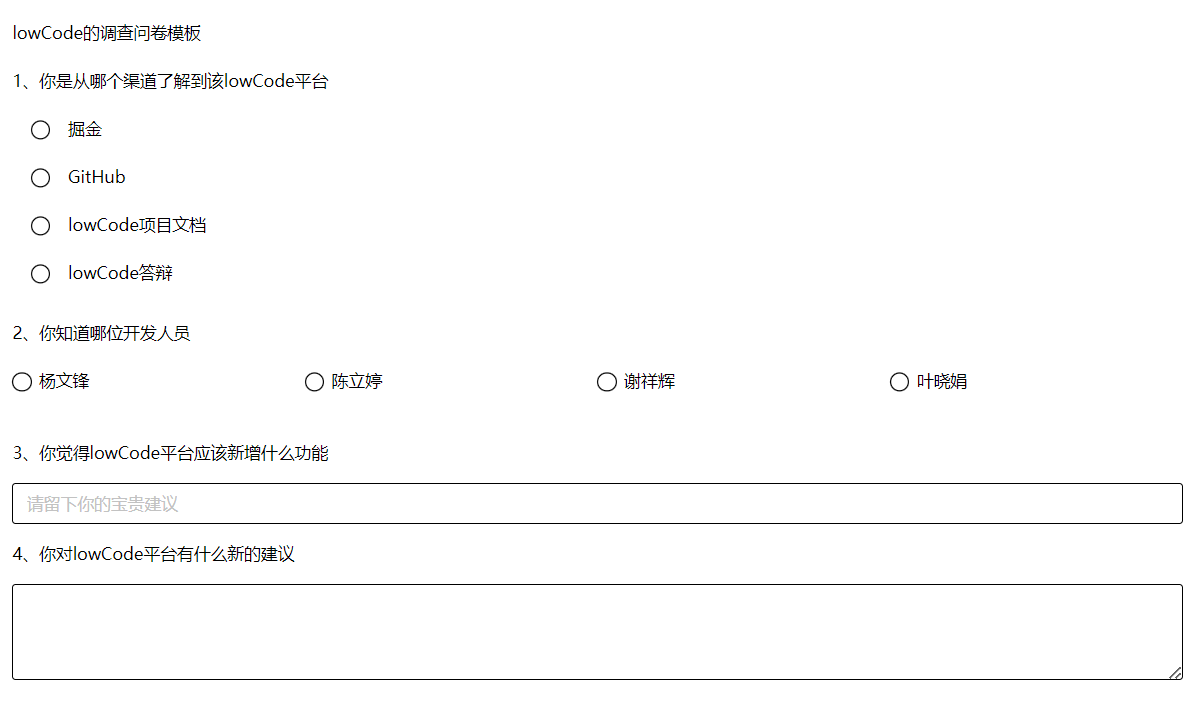 lowCode的调查问卷模板
1、你是从哪个渠道了解到该lowCode平台
掘金
GitHub
lowCode项目文档
lowCode答辩
2、你知道哪位开发人员
杨文锋 陈立婷 谢祥辉 叶晓娟
3、你觉得lowCode平台应该新增什么功能
请留下你的宝贵建议
4、你对lowCode平台有什么新的建议